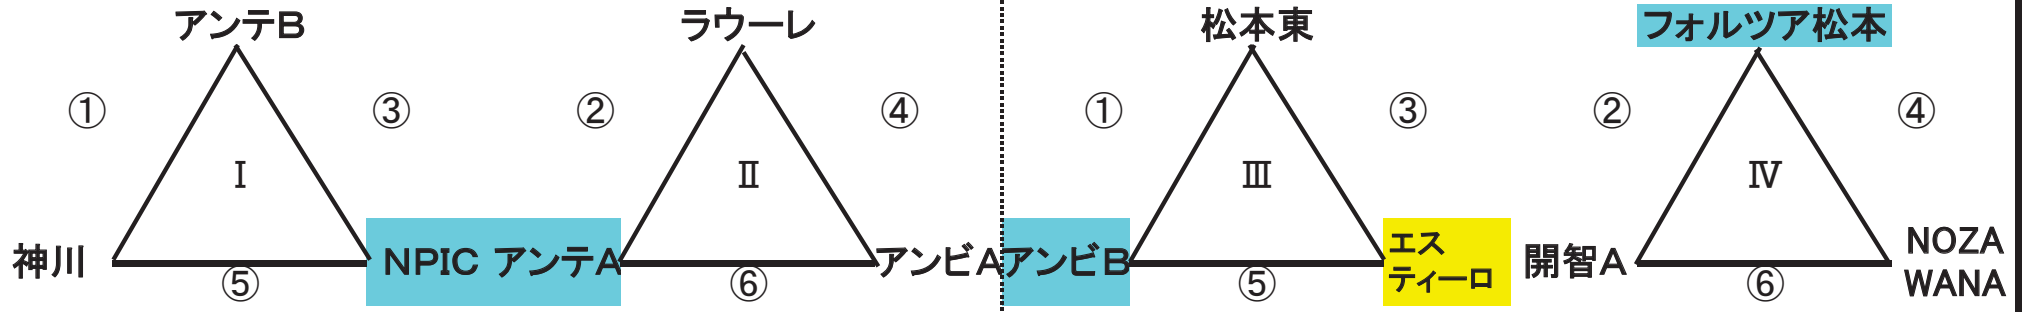 アンテB
ラウーレ
松本東
フォルツア松本
① ③ ② ④ ① ③ ② ④
Ⅰ Ⅱ Ⅲ Ⅳ
神川 NPIC アンテA アンビA アンビB エス
ティーロ 開智A NOZA
WANA
⑤ ⑥ ⑤ ⑥